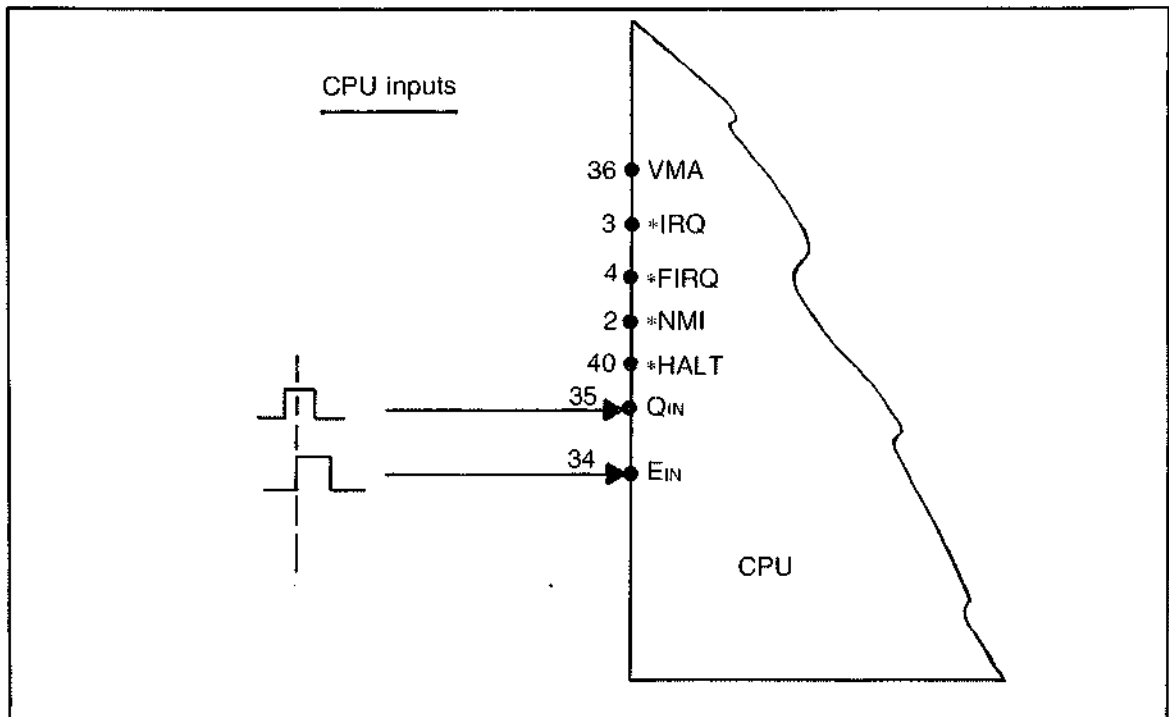 CPU inputs
36 VMA
3 *IRQ
4 *FIRQ
2 *NMI
40 *HALT
35 QIN
34 EIN
CPU